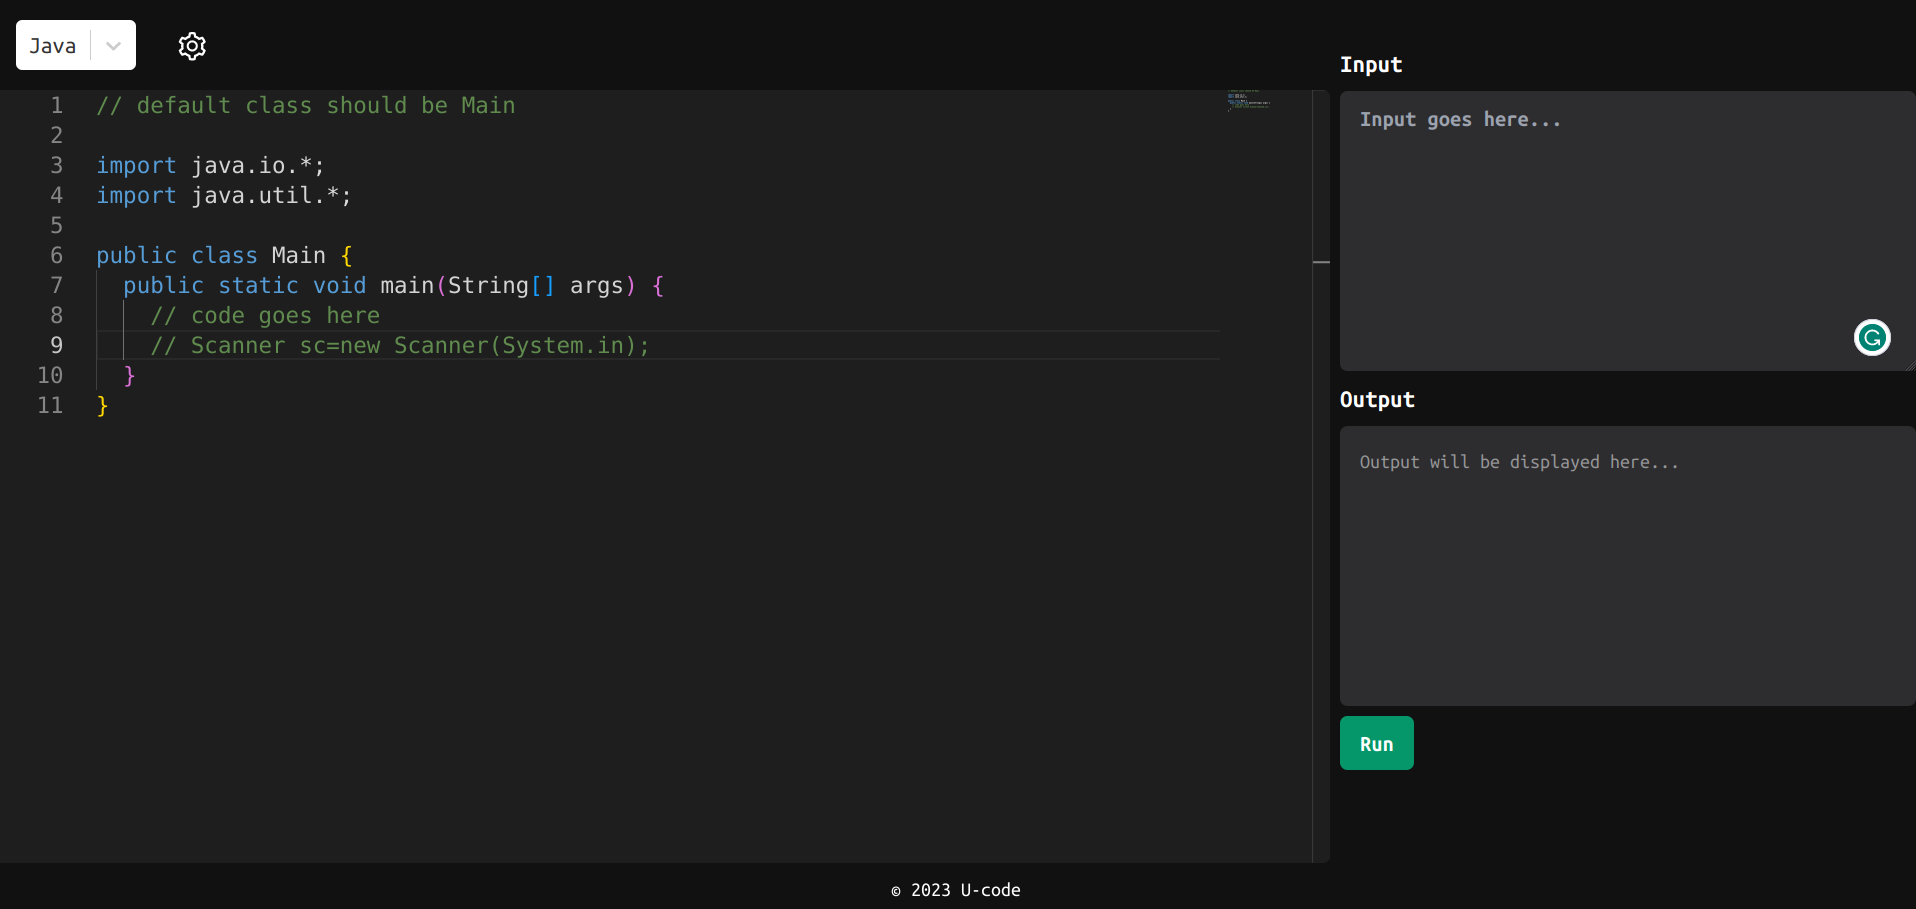 Java
1 // default class should be Main
2
3 import java.io.*;
4 import java.util.*;
5
6 public class Main {
7 public static void main(String[] args) {
8 // code goes here
9 // Scanner sc=new Scanner(System.in);
10 }
11 }
Input
Input goes here...
Output
Output will be displayed here...
Run
© 2023 U-code